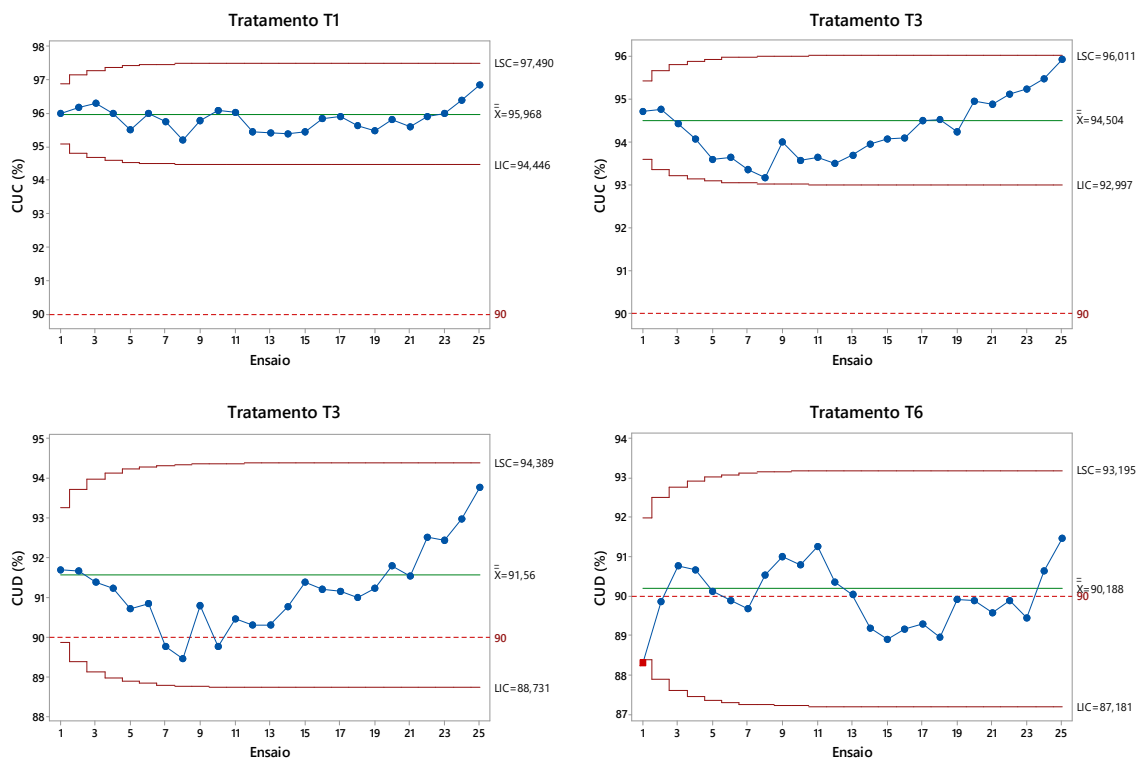 Tratamento T1
98
97
96
95
94
93
92
91
90
CUC (%)
LSC=97,490
X=95,968
LIC=94,446
90
1 3 5 7 9 11 13 15 17 19 21 23 25
Ensaio
Tratamento T3
96
95
94
93
92
91
90
CUC (%)
LSC=96,011
X=94,504
LIC=92,997
90
1 3 5 7 9 11 13 15 17 19 21 23 25
Ensaio
Tratamento T3
95
94
93
92
91
90
89
88
CUD (%)
LSC=94,389
X=91,56
90
LIC=88,731
1 3 5 7 9 11 13 15 17 19 21 23 25
Ensaio
Tratamento T6
94
93
92
91
90
89
88
87
CUD (%)
LSC=93,195
X=90,188
90
LIC=87,181
1 3 5 7 9 11 13 15 17 19 21 23 25
Ensaio